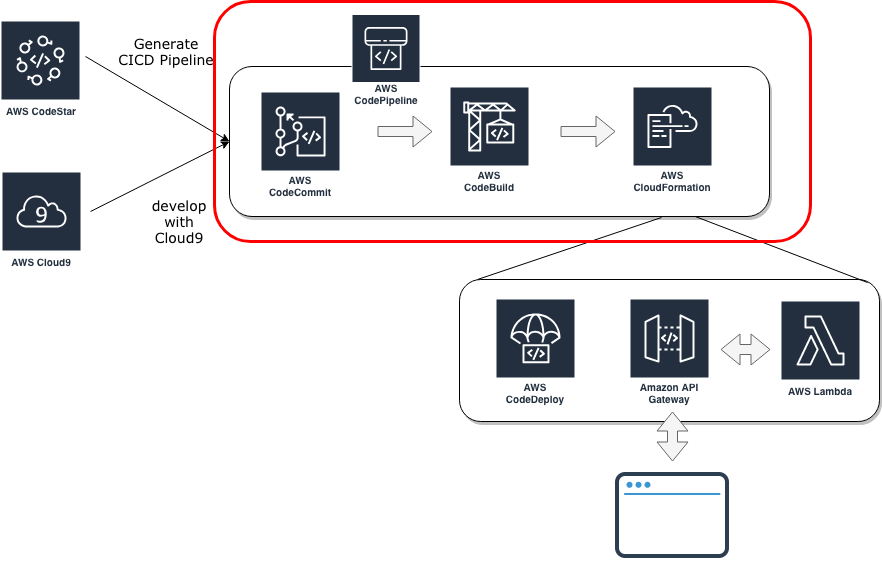 Generate
CICD Pipeline
AWS CodeStar
AWS
CodePipeline
AWS
CodeCommit
AWS
CodeBuild
AWS
CloudFormation
9
AWS Cloud9
develop
with
Cloud9
AWS
CodeDeploy
Amazon API
Gateway
AWS Lambda